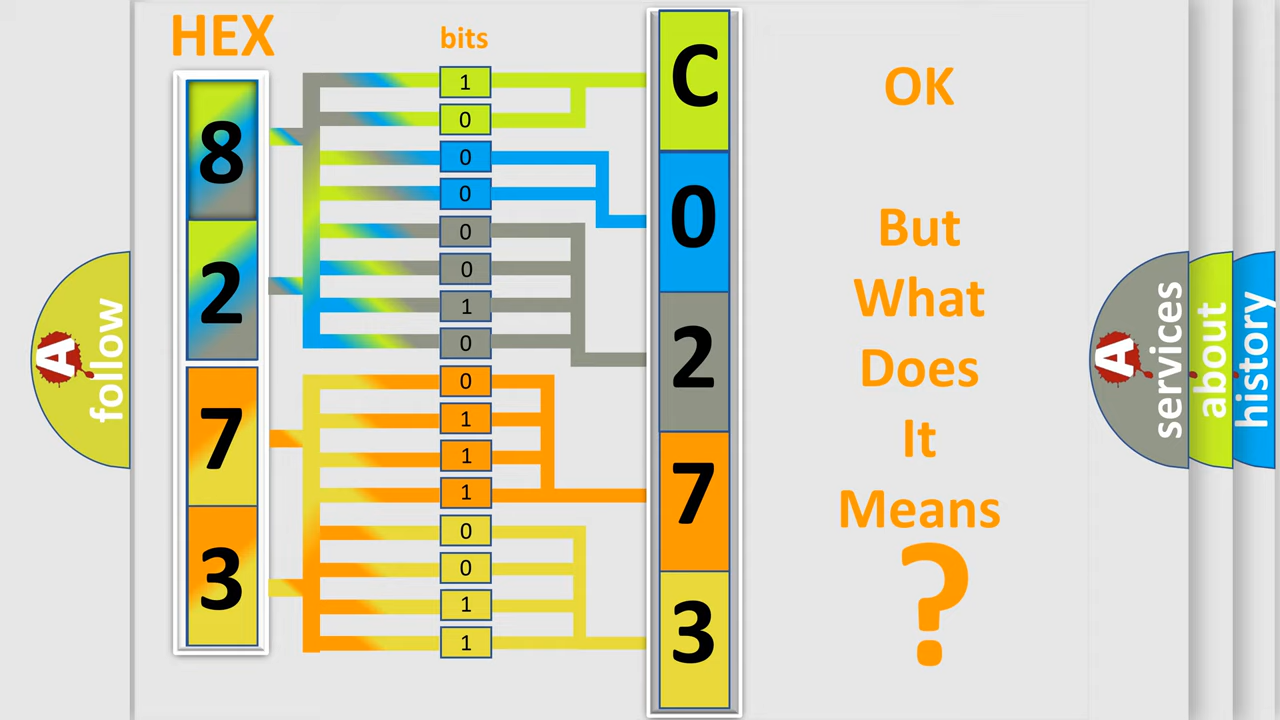 HEX
bits
8
2
7
3
1
0
0
0
0
0
1
0
0
1
1
1
0
0
1
1
C
0
2
7
3
OK
But
What
Does
It
Means
?
A
follow
A
services
about
history